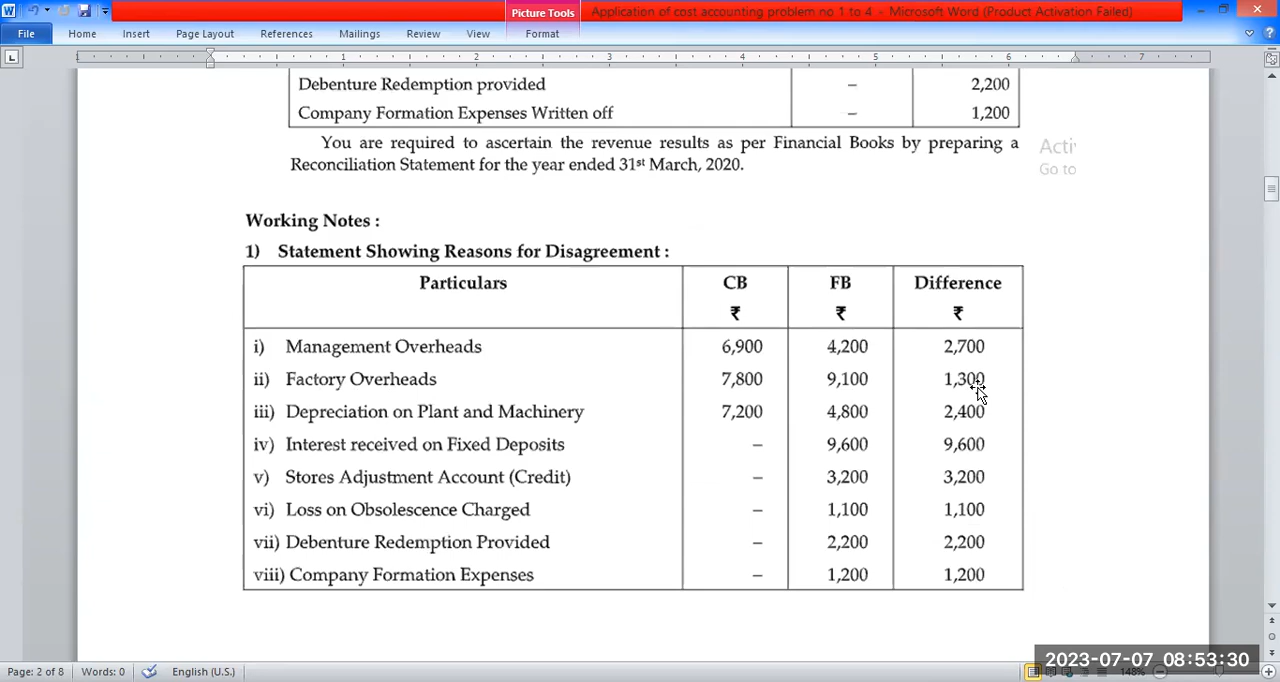 Picture Tools
Application of cost accounting problem no 1 to 4 - Microsoft Word (Product Activation Failed)
File Home Insert Page Layout References Mailings Review View Format
Debenture Redemption provided – 2,200
Company Formation Expenses Written off – 1,200
You are required to ascertain the revenue results as per Financial Books by preparing a
Reconciliation Statement for the year ended 31st March, 2020.
Acti
Go to
Working Notes :
1) Statement Showing Reasons for Disagreement :
Particulars CB FB Difference
₹ ₹ ₹
i) Management Overheads 6,900 4,200 2,700
ii) Factory Overheads 7,800 9,100 1,300
iii) Depreciation on Plant and Machinery 7,200 4,800 2,400
iv) Interest received on Fixed Deposits – 9,600 9,600
v) Stores Adjustment Account (Credit) – 3,200 3,200
vi) Loss on Obsolescence Charged – 1,100 1,100
vii) Debenture Redemption Provided – 2,200 2,200
viii) Company Formation Expenses – 1,200 1,200
Page: 2 of 8 Words: 0 English (U.S.) 148%
2023-07-07 08:53:30